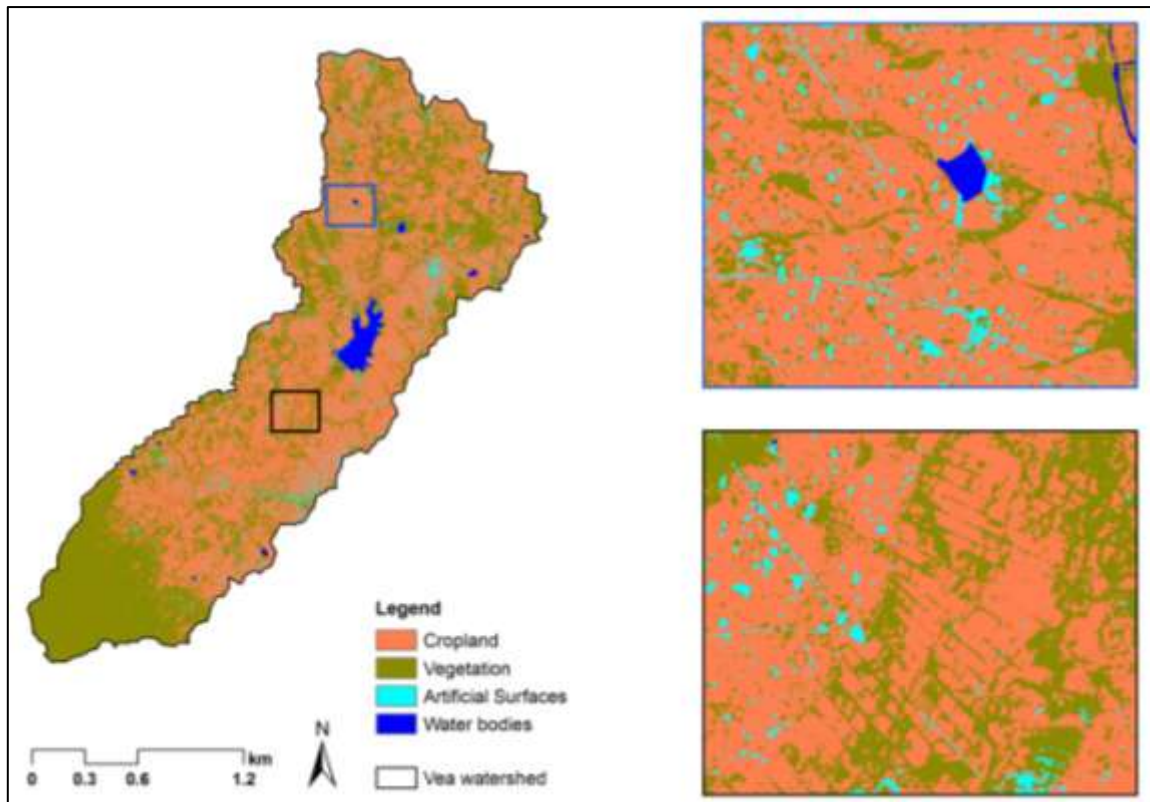 Legend
Cropland
Vegetation
Artificial Surfaces
Water bodies
Vea watershed
N
km
0 0.3 0.6 1.2